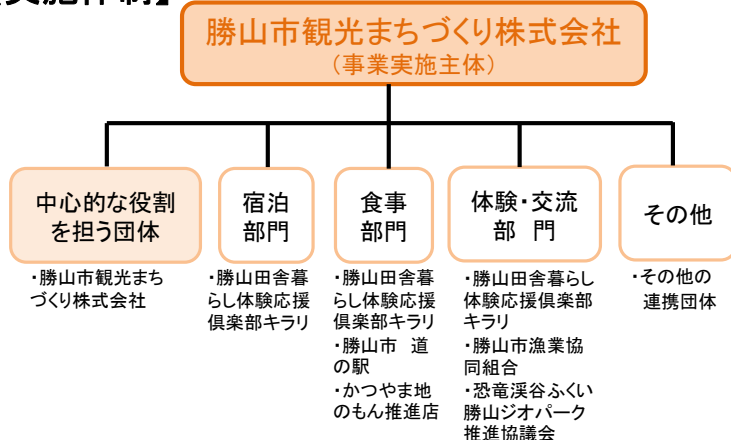 実施体制】
勝山市観光まちづくり株式会社
（事業実施主体）
中心的な役割
を担う団体
・勝山市観光まち
づくり株式会社
宿泊
部門
・勝山田舎暮
らし体験応援
倶楽部キラリ
食事
部門
・勝山田舎暮
らし体験応援
倶楽部キラリ
・勝山市 道
の駅
・かつやま地
のもん推進店
体験・交流
部 門
・勝山田舎暮らし
体験応援倶楽部
キラリ
・勝山市漁業協
同組合
・恐竜渓谷ふくい
勝山ジオパーク
推進協議会
その他
・その他の
連携団体